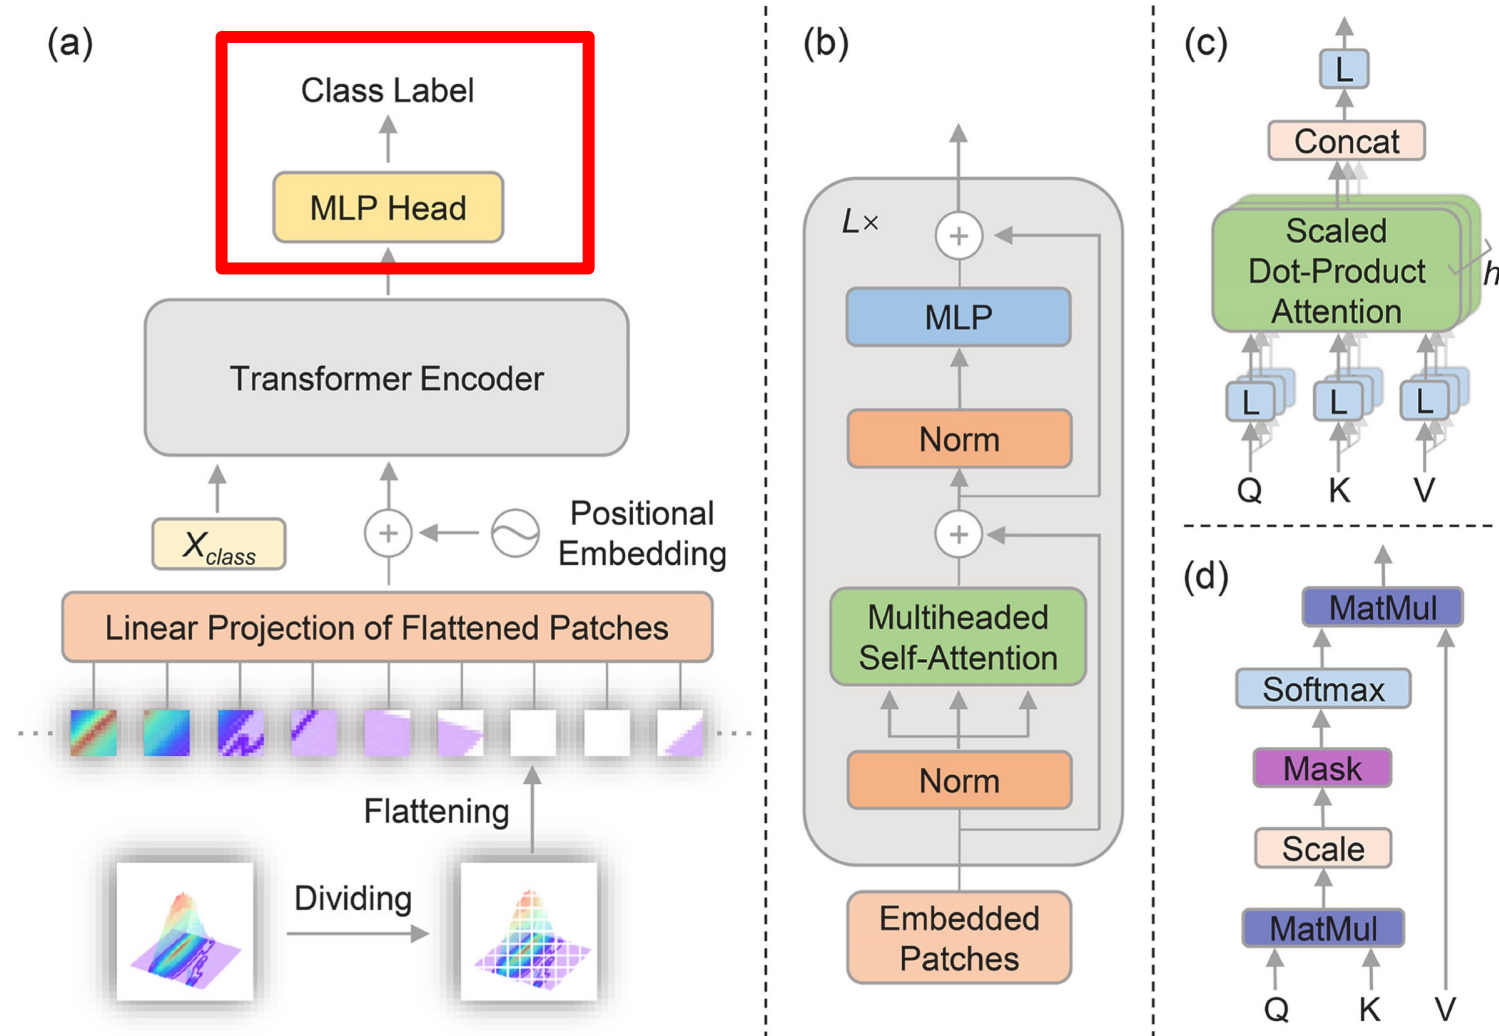 (a)
Class Label
MLP Head
Transformer Encoder
X class
Positional
Embedding
Linear Projection of Flattened Patches
Flattening
Dividing
(b)
L×
MLP
Norm
Multiheaded
Self-Attention
Norm
Embedded
Patches
(c)
L
Concat
Scaled
Dot-Product
Attention
h
L L L
Q K V
(d)
MatMul
Softmax
Mask
Scale
MatMul
Q K V